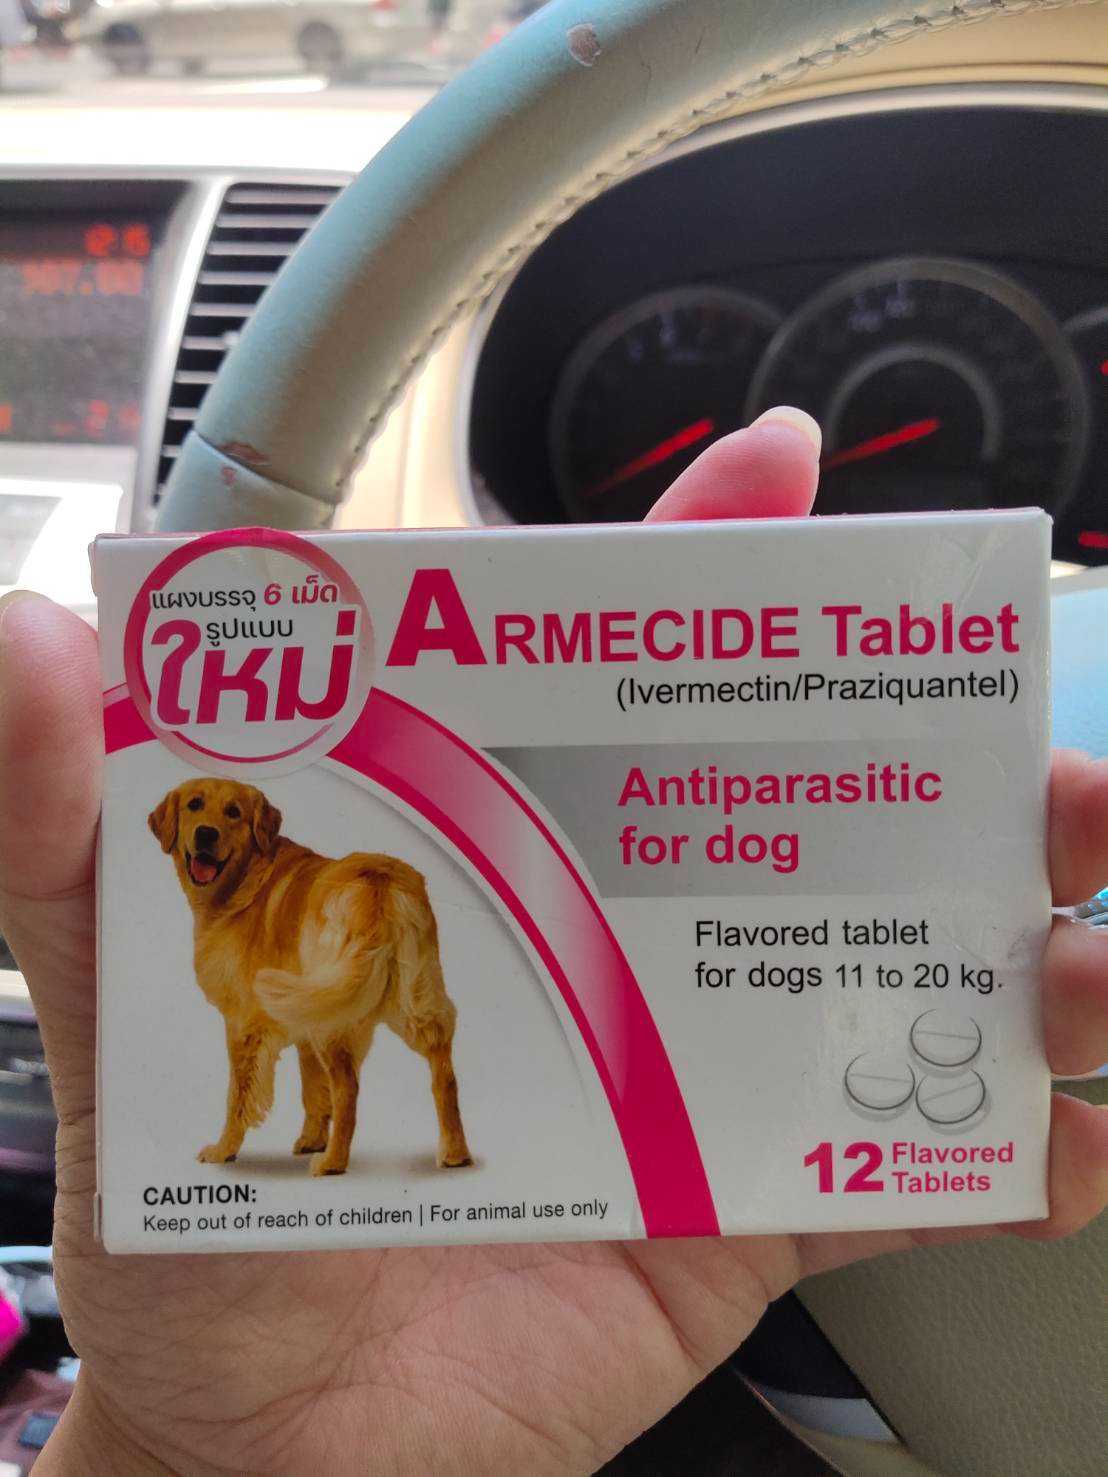 แผงบรรจุ 6 เม็ด
รูปแบบ
ใหม่
ARMECIDE Tablet
(Ivermectin/Praziquantel)
Antiparasitic
for dog
Flavored tablet
for dogs 11 to 20 kg.
12 Flavored
Tablets
CAUTION:
Keep out of reach of children | For animal use only